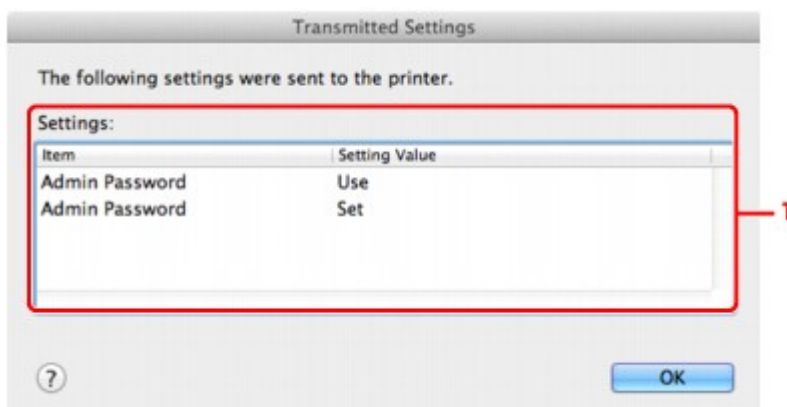 Transmitted Settings
The following settings were sent to the printer.
Settings:
Item Setting Value
Admin Password Use
Admin Password Set
1
? OK